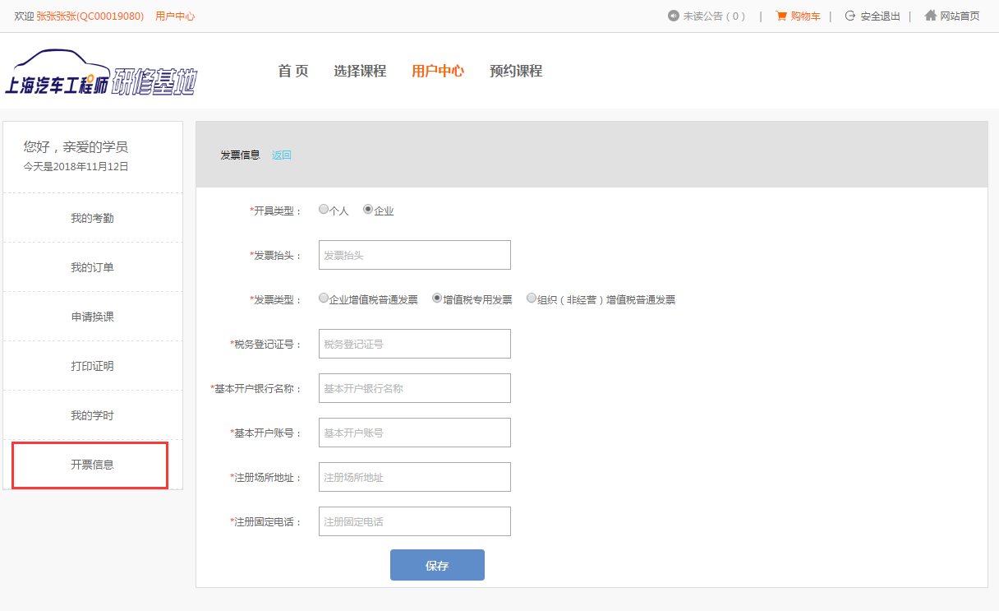 欢迎 张张张张(QC00019080) 用户中心 未读公告 ( 0 ) | 购物车 | 安全退出 | 网站首页
上海汽车工程师研修基地
首 页 选择课程 用户中心 预约课程
您好，亲爱的学员
今天是2018年11月12日
我的考勤
我的订单
申请换课
打印证明
我的学时
开票信息
发票信息 返回
*开具类型： 个人 企业
*发票抬头： 发票抬头
*发票类型： 企业增值税普通发票 增值税专用发票 组织（非经营）增值税普通发票
*税务登记证号： 税务登记证号
*基本开户银行名称： 基本开户银行名称
*基本开户账号： 基本开户账号
*注册场所地址： 注册场所地址
*注册固定电话： 注册固定电话
保存